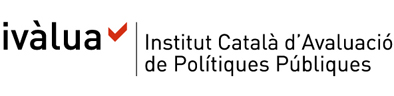 ivàlua
Institut Català d'Avaluació
de Polítiques Públiques